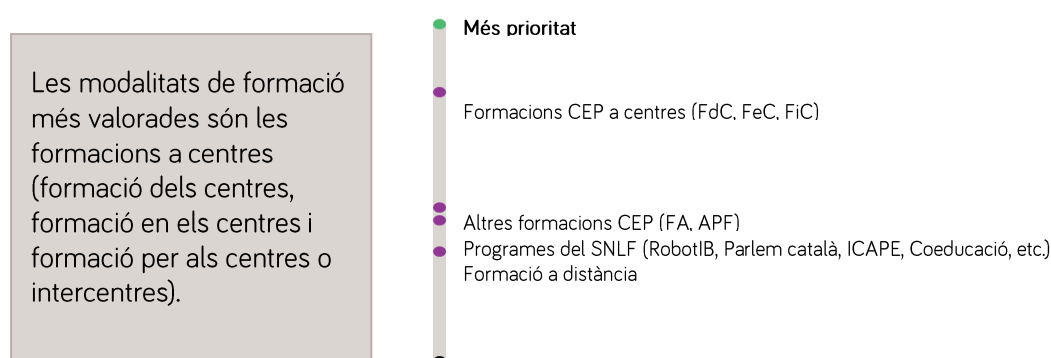 Les modalitats de formació
més valorades són les
formacions a centres
(formació dels centres,
formació en els centres i
formació per als centres o
intercentres).
Més prioritat
Formacions CEP a centres (FdC, FeC, FiC)
Altres formacions CEP (FA, APF)
Programes del SNLF (RobotIB, Parlem català, ICAPE, Coeducació, etc.)
Formació a distància